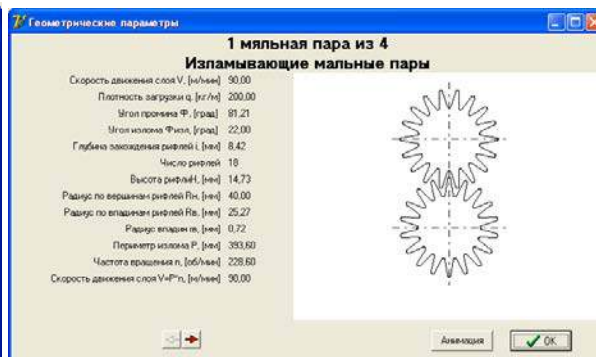 Геометрические параметры
1 мяльная пара из 4
Изламывающие мяльные пары
Скорость движения слоя V, [м/мин] 90,00
Плотность загрузки q, [кг/м] 200,00
Угол промина Ф, [град] 81,21
Угол излома Физл, [град] 22,00
Глубина захождения рифлей i, [мм] 8,42
Число рифлей 18
Высота рифлиH, [мм] 14,73
Радиус по вершинам рифлей Rн, [мм] 40,00
Радиус по впадинам рифлей Rв, [мм] 25,27
Радиус впадин rв, [мм] 0,72
Периметр излома P, [мм] 393,60
Частота вращения n, [об/мин] 228,60
Скорость движения слоя V=P*n, [м/мин] 90,00
Анимация OK